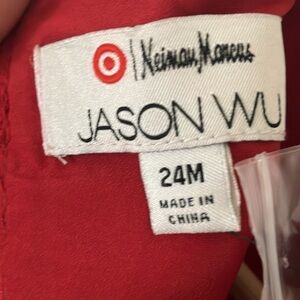 Neiman Marcus
JASON WU
24M
MADE IN
CHINA